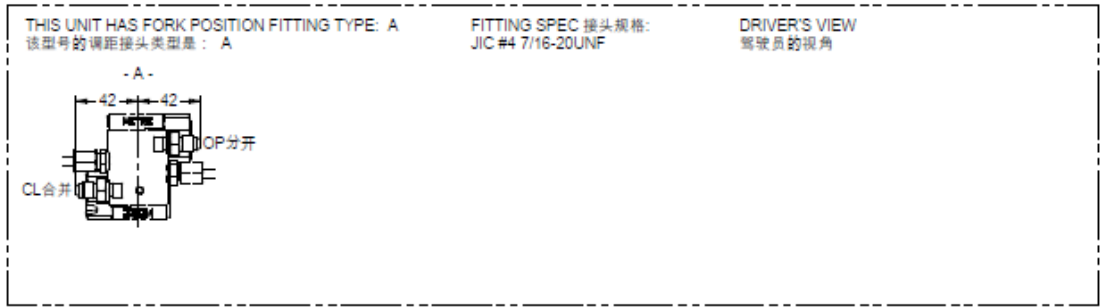 THIS UNIT HAS FORK POSITION FITTING TYPE: A
该型号的调距接头类型是： A
FITTING SPEC 接头规格:
JIC #4 7/16-20UNF
DRIVER'S VIEW
驾驶员的视角
- A -
42 42
OP分开
CL合并